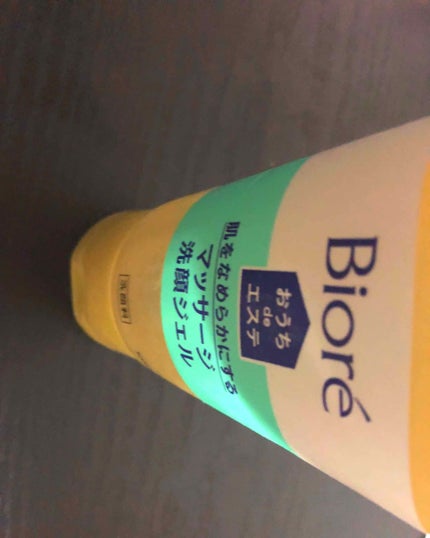 Bioré
おうち
de
エステ
肌をなめらかにする
マッサージ
洗顔ジェル
洗顔料